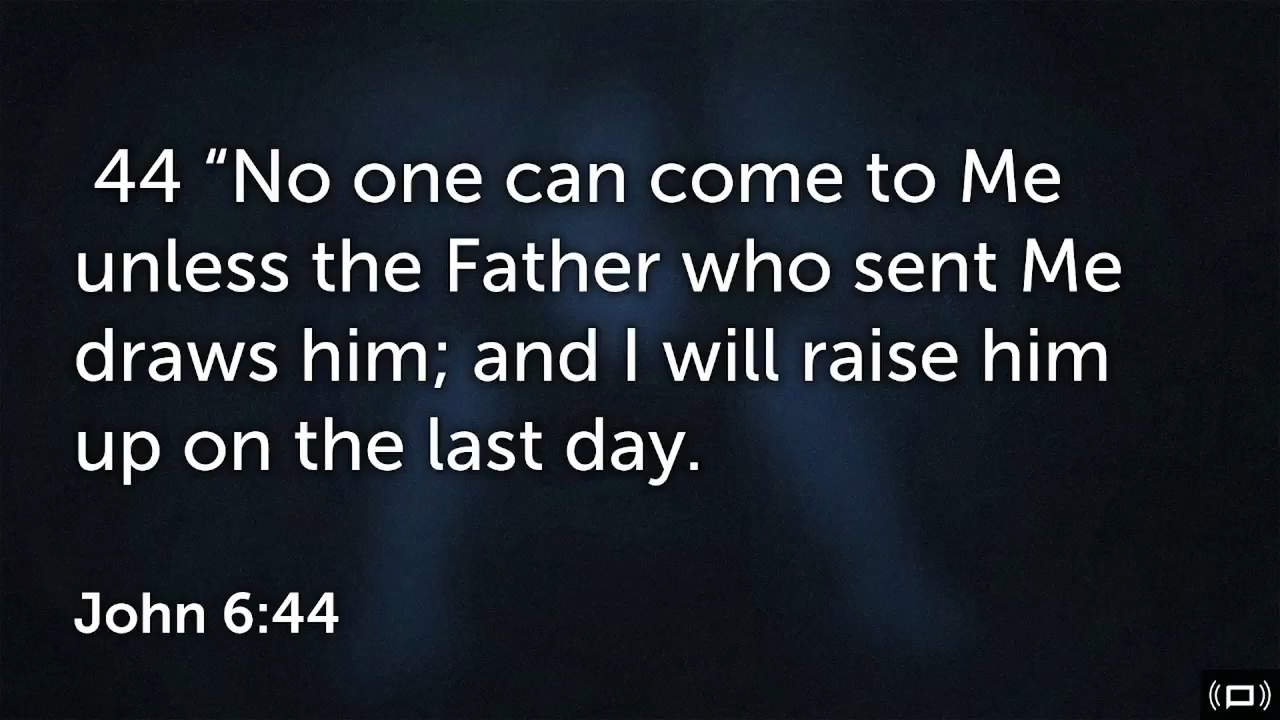 44 “No one can come to Me
unless the Father who sent Me
draws him; and I will raise him
up on the last day.
John 6:44